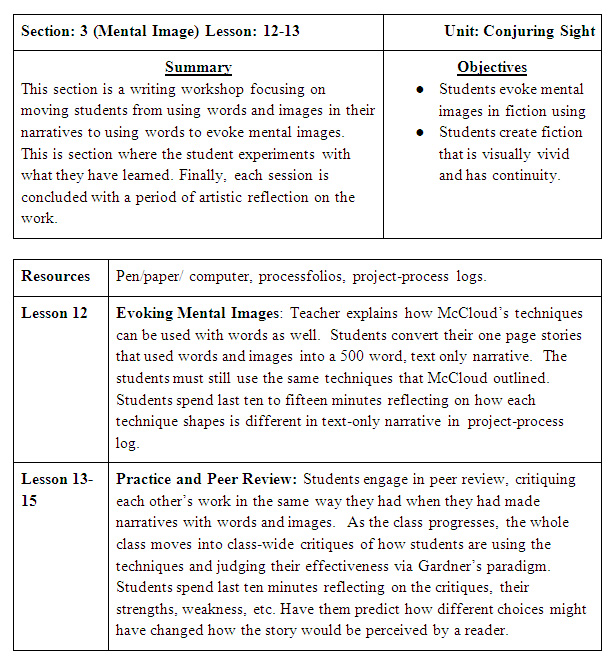 Section: 3 (Mental Image) Lesson: 12-13
Unit: Conjuring Sight
Summary
This section is a writing workshop focusing on
moving students from using words and images in their
narratives to using words to evoke mental images.
This is section where the student experiments with
what they have learned. Finally, each session is
concluded with a period of artistic reflection on the
work.
Objectives
● Students evoke mental
images in fiction using
● Students create fiction
that is visually vivid
and has continuity.
Resources
Pen/paper/ computer, processfolios, project-process logs.
Lesson 12
Evoking Mental Images: Teacher explains how McCloud's techniques
can be used with words as well. Students convert their one page stories
that used words and images into a 500 word, text only narrative. The
students must still use the same techniques that McCloud outlined.
Students spend last ten to fifteen minutes reflecting on how each
technique shapes is different in text-only narrative in project-process
log.
Lesson 13-
15
Practice and Peer Review: Students engage in peer review, critiquing
each other's work in the same way they had when they had made
narratives with words and images. As the class progresses, the whole
class moves into class-wide critiques of how students are using the
techniques and judging their effectiveness via Gardner's paradigm.
Students spend last ten minutes reflecting on the critiques, their
strengths, weakness, etc. Have them predict how different choices might
have changed how the story would be perceived by a reader.